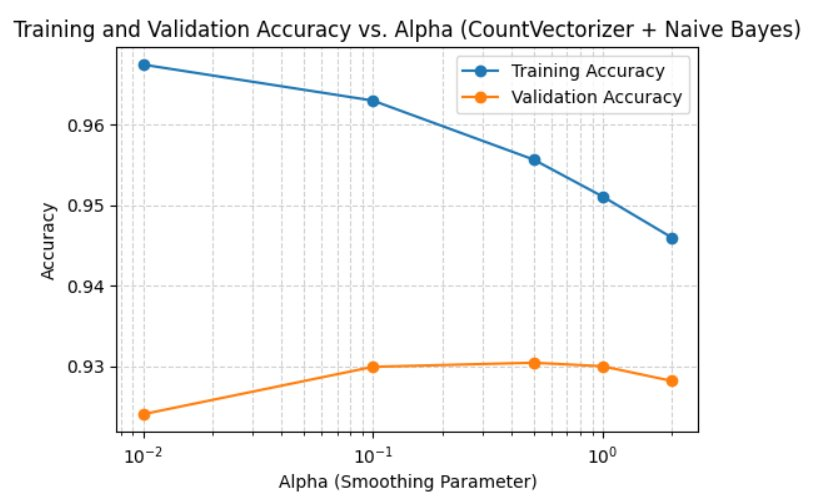 Training and Validation Accuracy vs. Alpha (CountVectorizer + Naive Bayes)
Training Accuracy
Validation Accuracy
0.96
0.95
0.94
0.93
Accuracy
10⁻²
10⁻¹
10⁰
Alpha (Smoothing Parameter)